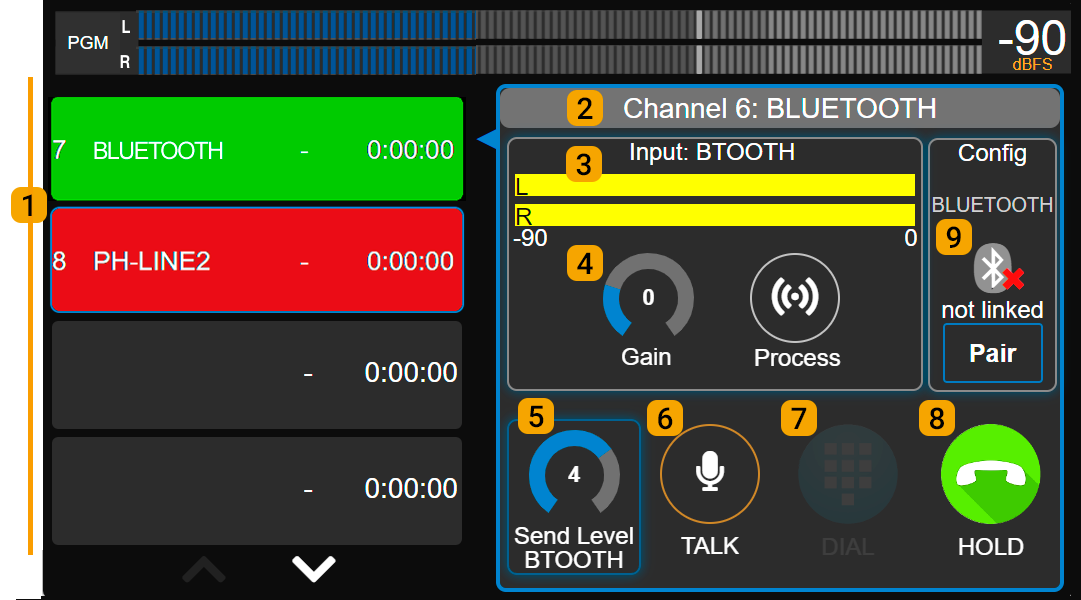 PGM
L
R
-90
dBFS
1
7 BLUETOOTH - 0:00:00
8 PH-LINE2 - 0:00:00
- 0:00:00
- 0:00:00
2 Channel 6: BLUETOOTH
3 Input: BTOOTH
L
R
-90 0
4
0
Gain
Process
Config
BLUETOOTH
9
not linked
Pair
5
4
Send Level
BTOOTH
6
TALK
7
DIAL
8
HOLD